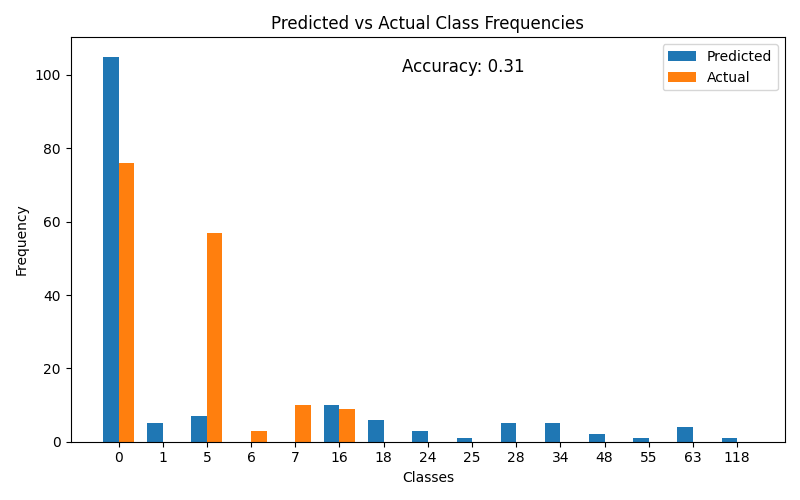 Predicted vs Actual Class Frequencies
Accuracy: 0.31
Predicted
Actual
Frequency
100
80
60
40
20
0
0 1 5 6 7 16 18 24 25 28 34 48 55 63 118
Classes